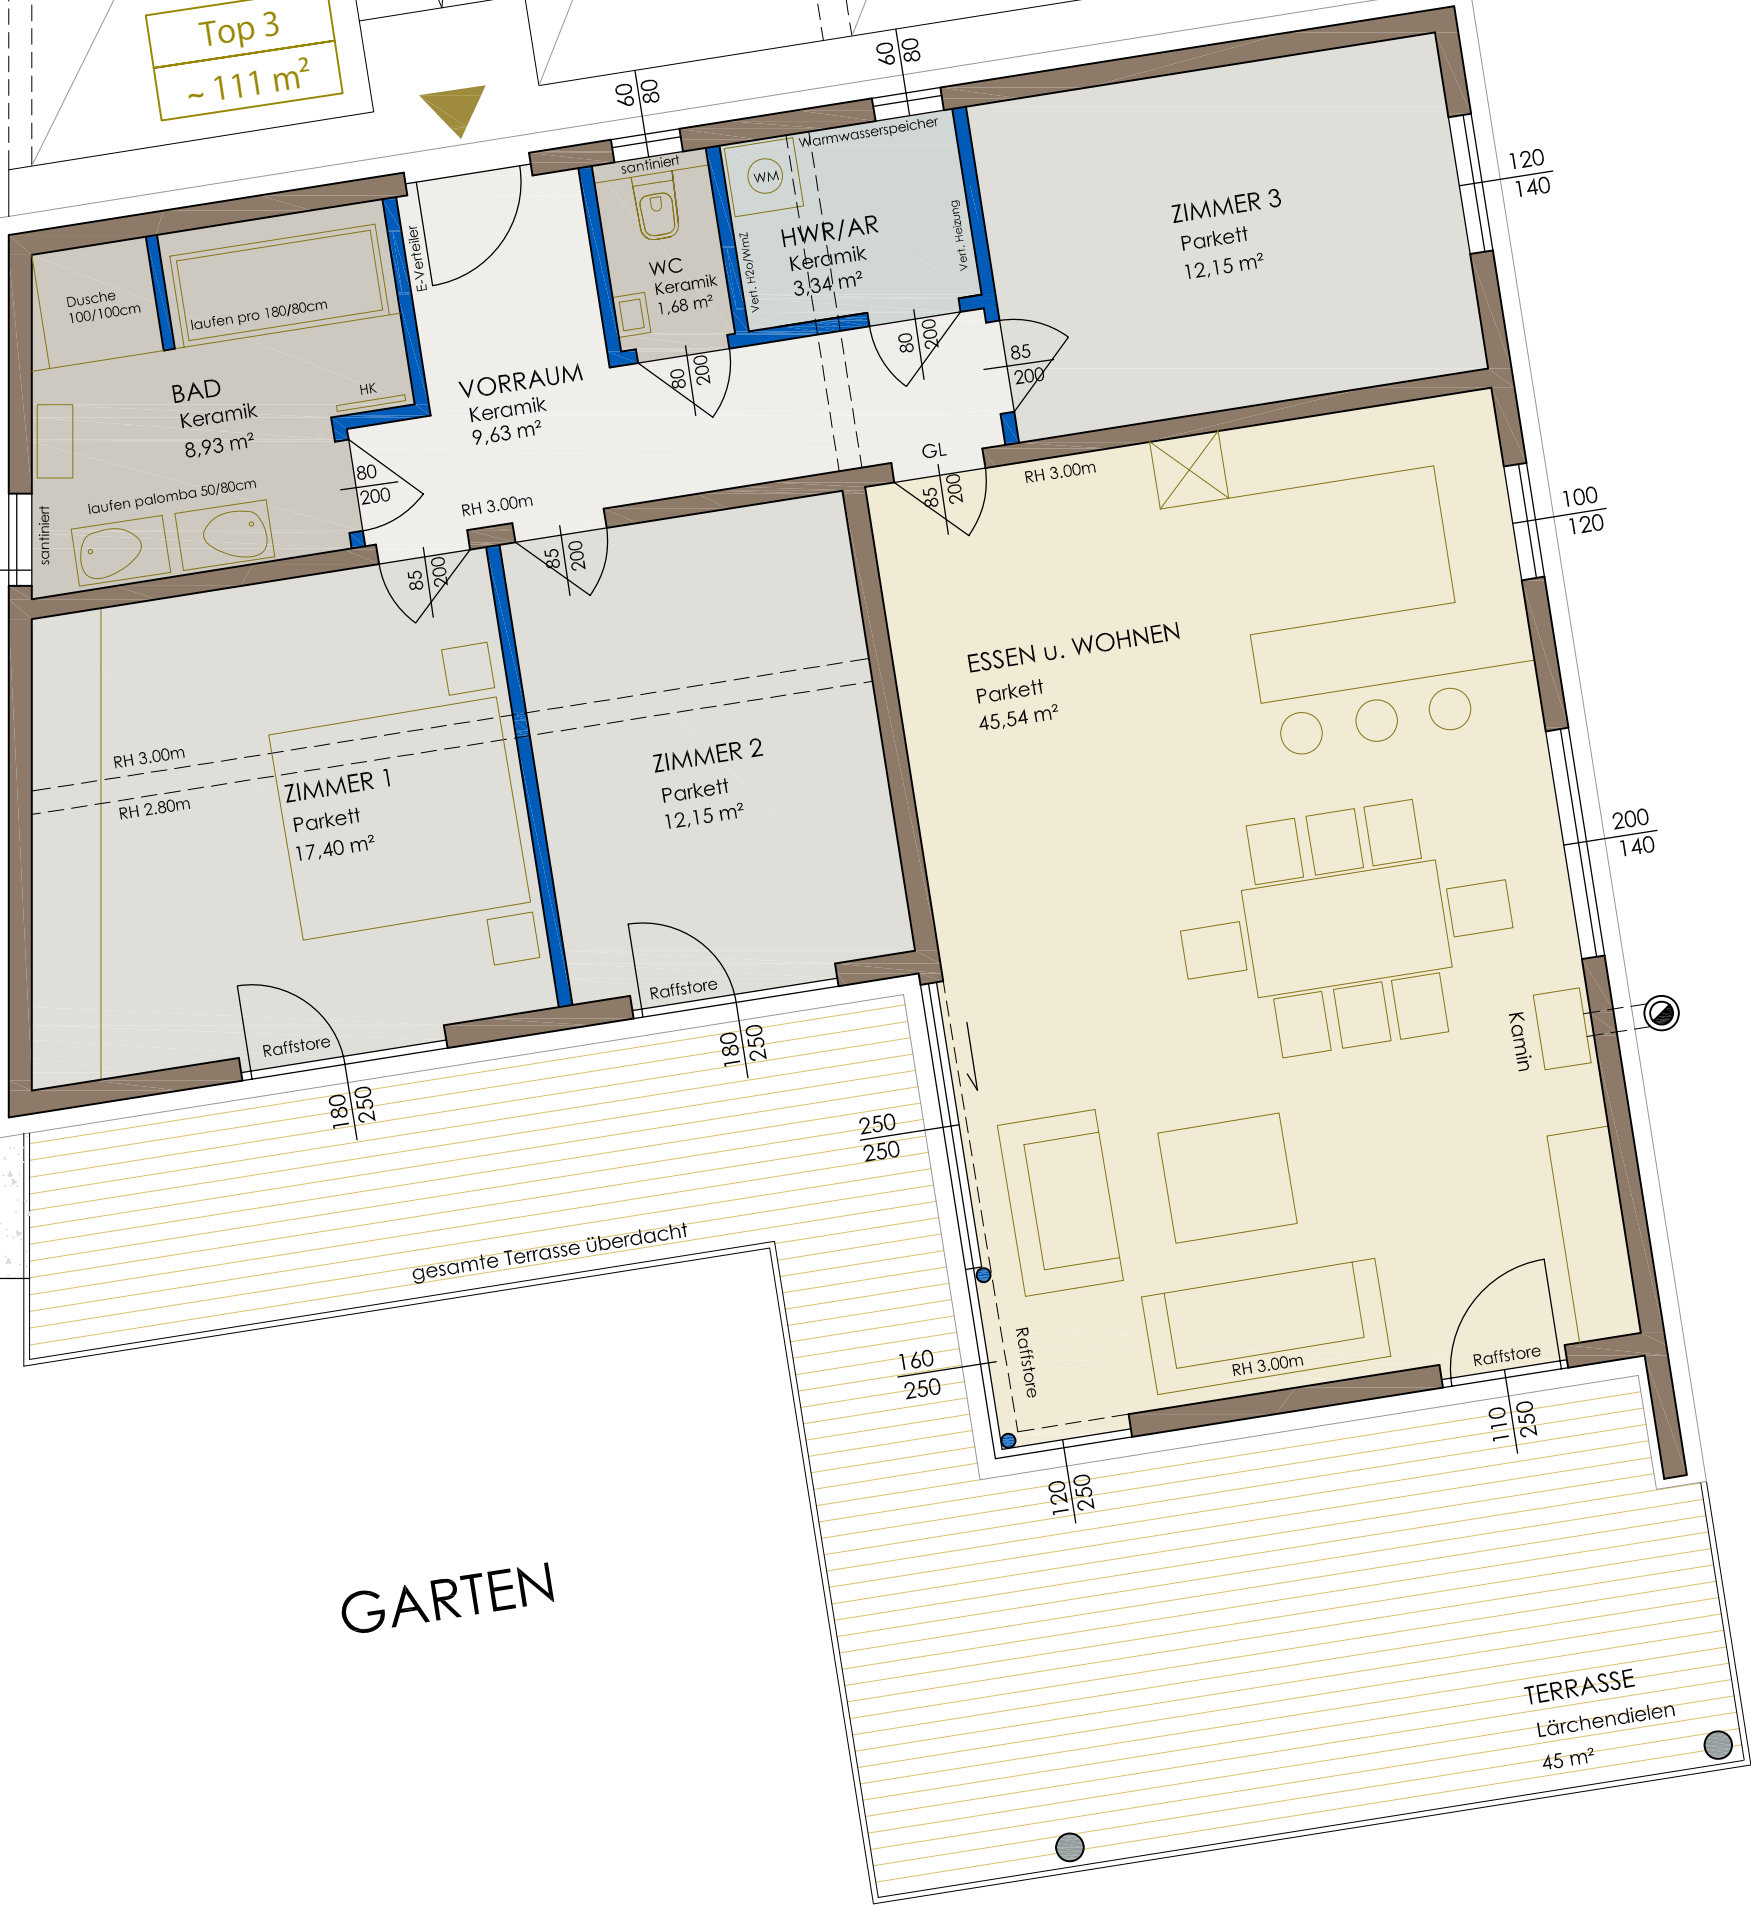 Top 3
~ 111 m²
60
80
60
80
santiniert
Warmwasserspeicher
WM
E-Verteiler
Dusche
100/100cm
laufen pro 180/80cm
WC
Keramik
1,68 m²
Vert. H2o/WmZ
HWR/AR
Keramik
3,34 m²
Vert. Heizung
ZIMMER 3
Parkett
12,15 m²
120
140
BAD
Keramik
8,93 m²
HK
VORRAUM
Keramik
9,63 m²
80
200
80
200
85
200
80
200
laufen palomba 50/80cm
santiniert
RH 3.00m
GL
85
200
RH 3.00m
100
120
85
200
85
200
ESSEN u. WOHNEN
Parkett
45,54 m²
RH 3.00m
RH 2.80m
ZIMMER 1
Parkett
17,40 m²
ZIMMER 2
Parkett
12,15 m²
200
140
Raffstore
Raffstore
180
250
180
250
Kamin
250
250
gesamte Terrasse überdacht
160
250
Raffstore
RH 3.00m
Raffstore
110
250
120
250
GARTEN
TERRASSE
Lärchendielen
45 m²